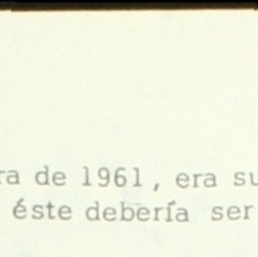 ra de 1961, era su
éste debería ser